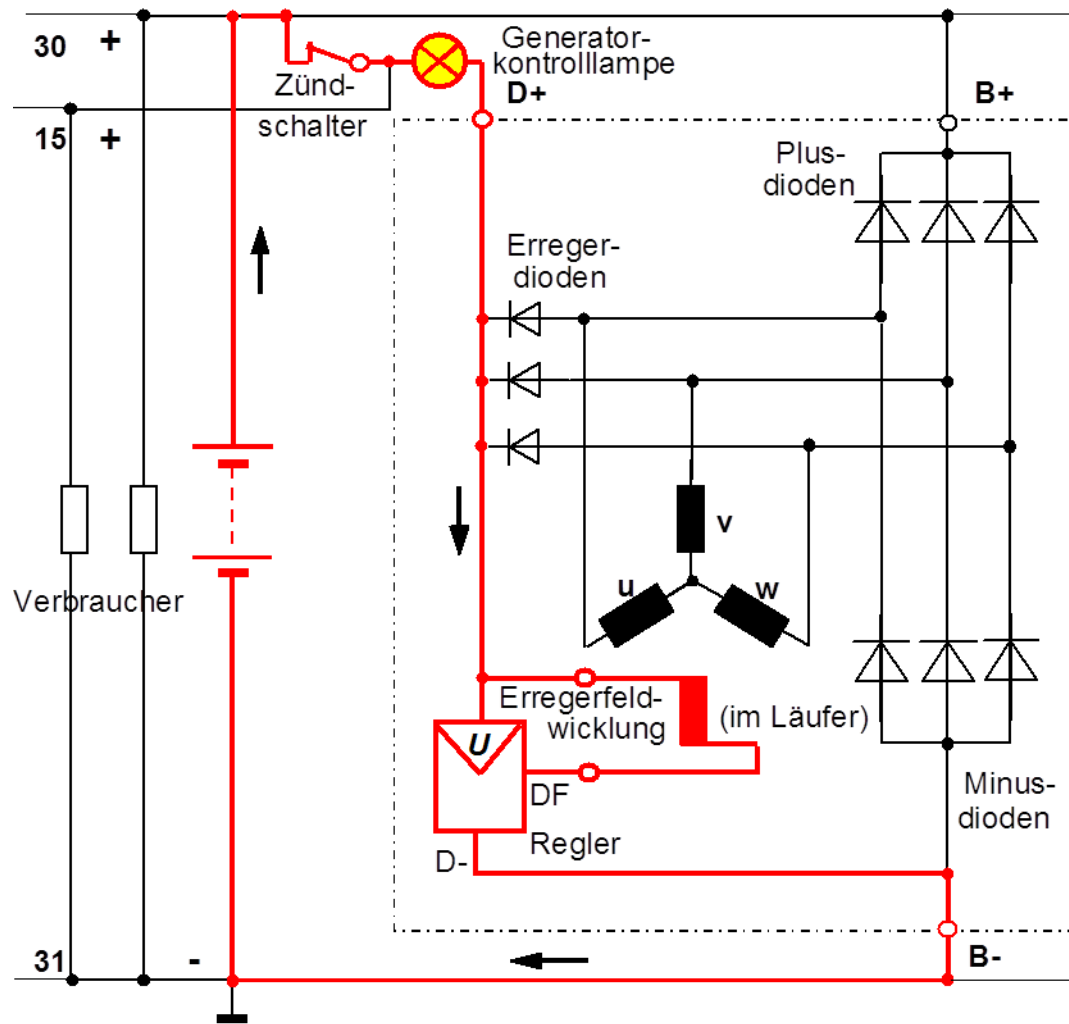 30 +
Generator-
kontrolllampe
Zünd-
schalter
D+
B+
15 +
Plus-
dioden
Erreger-
dioden
v
u
w
Verbraucher
Erregerfeld-
wicklung
(im Läufer)
U
DF
Regler
D-
Minus-
dioden
31
-
B-